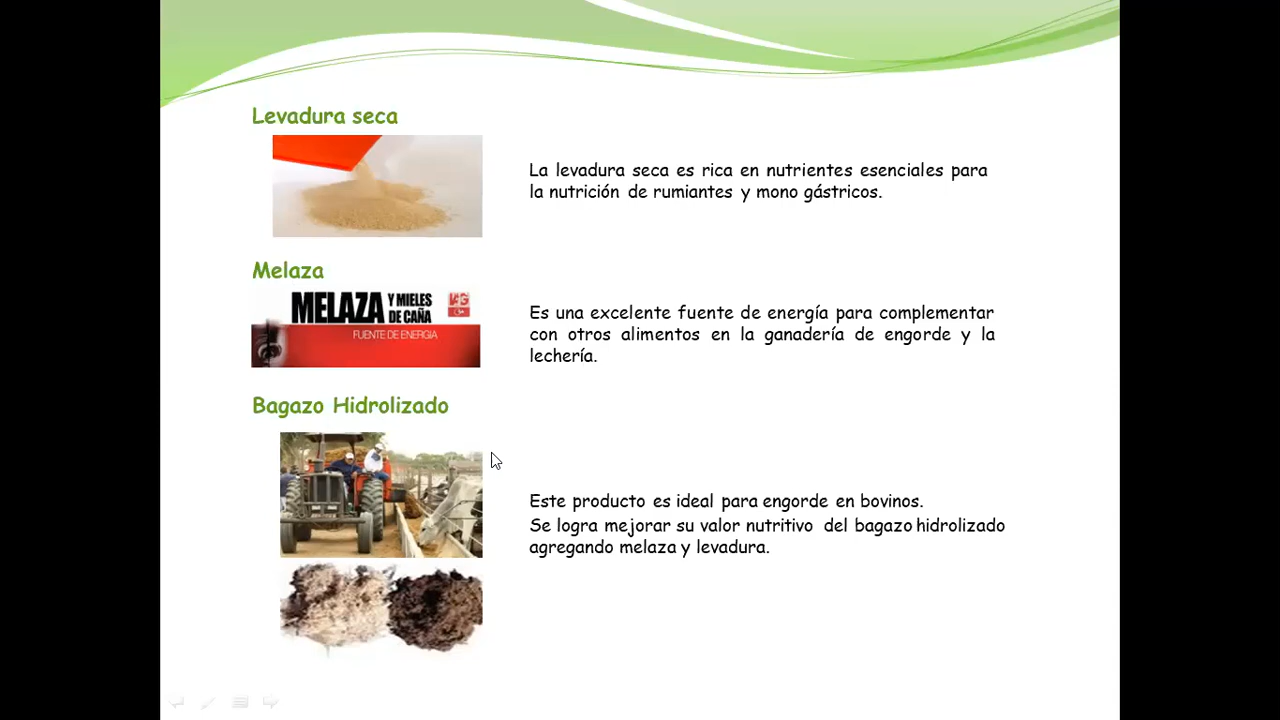 Levadura seca
La levadura seca es rica en nutrientes esenciales para
la nutrición de rumiantes y mono gástricos.
Melaza
MELAZA Y MIELES
DE CAÑA
FUENTE DE ENERGIA
Es una excelente fuente de energía para complementar
con otros alimentos en la ganadería de engorde y la
lechería.
Bagazo Hidrolizado
Este producto es ideal para engorde en bovinos.
Se logra mejorar su valor nutritivo del bagazo hidrolizado
agregando melaza y levadura.